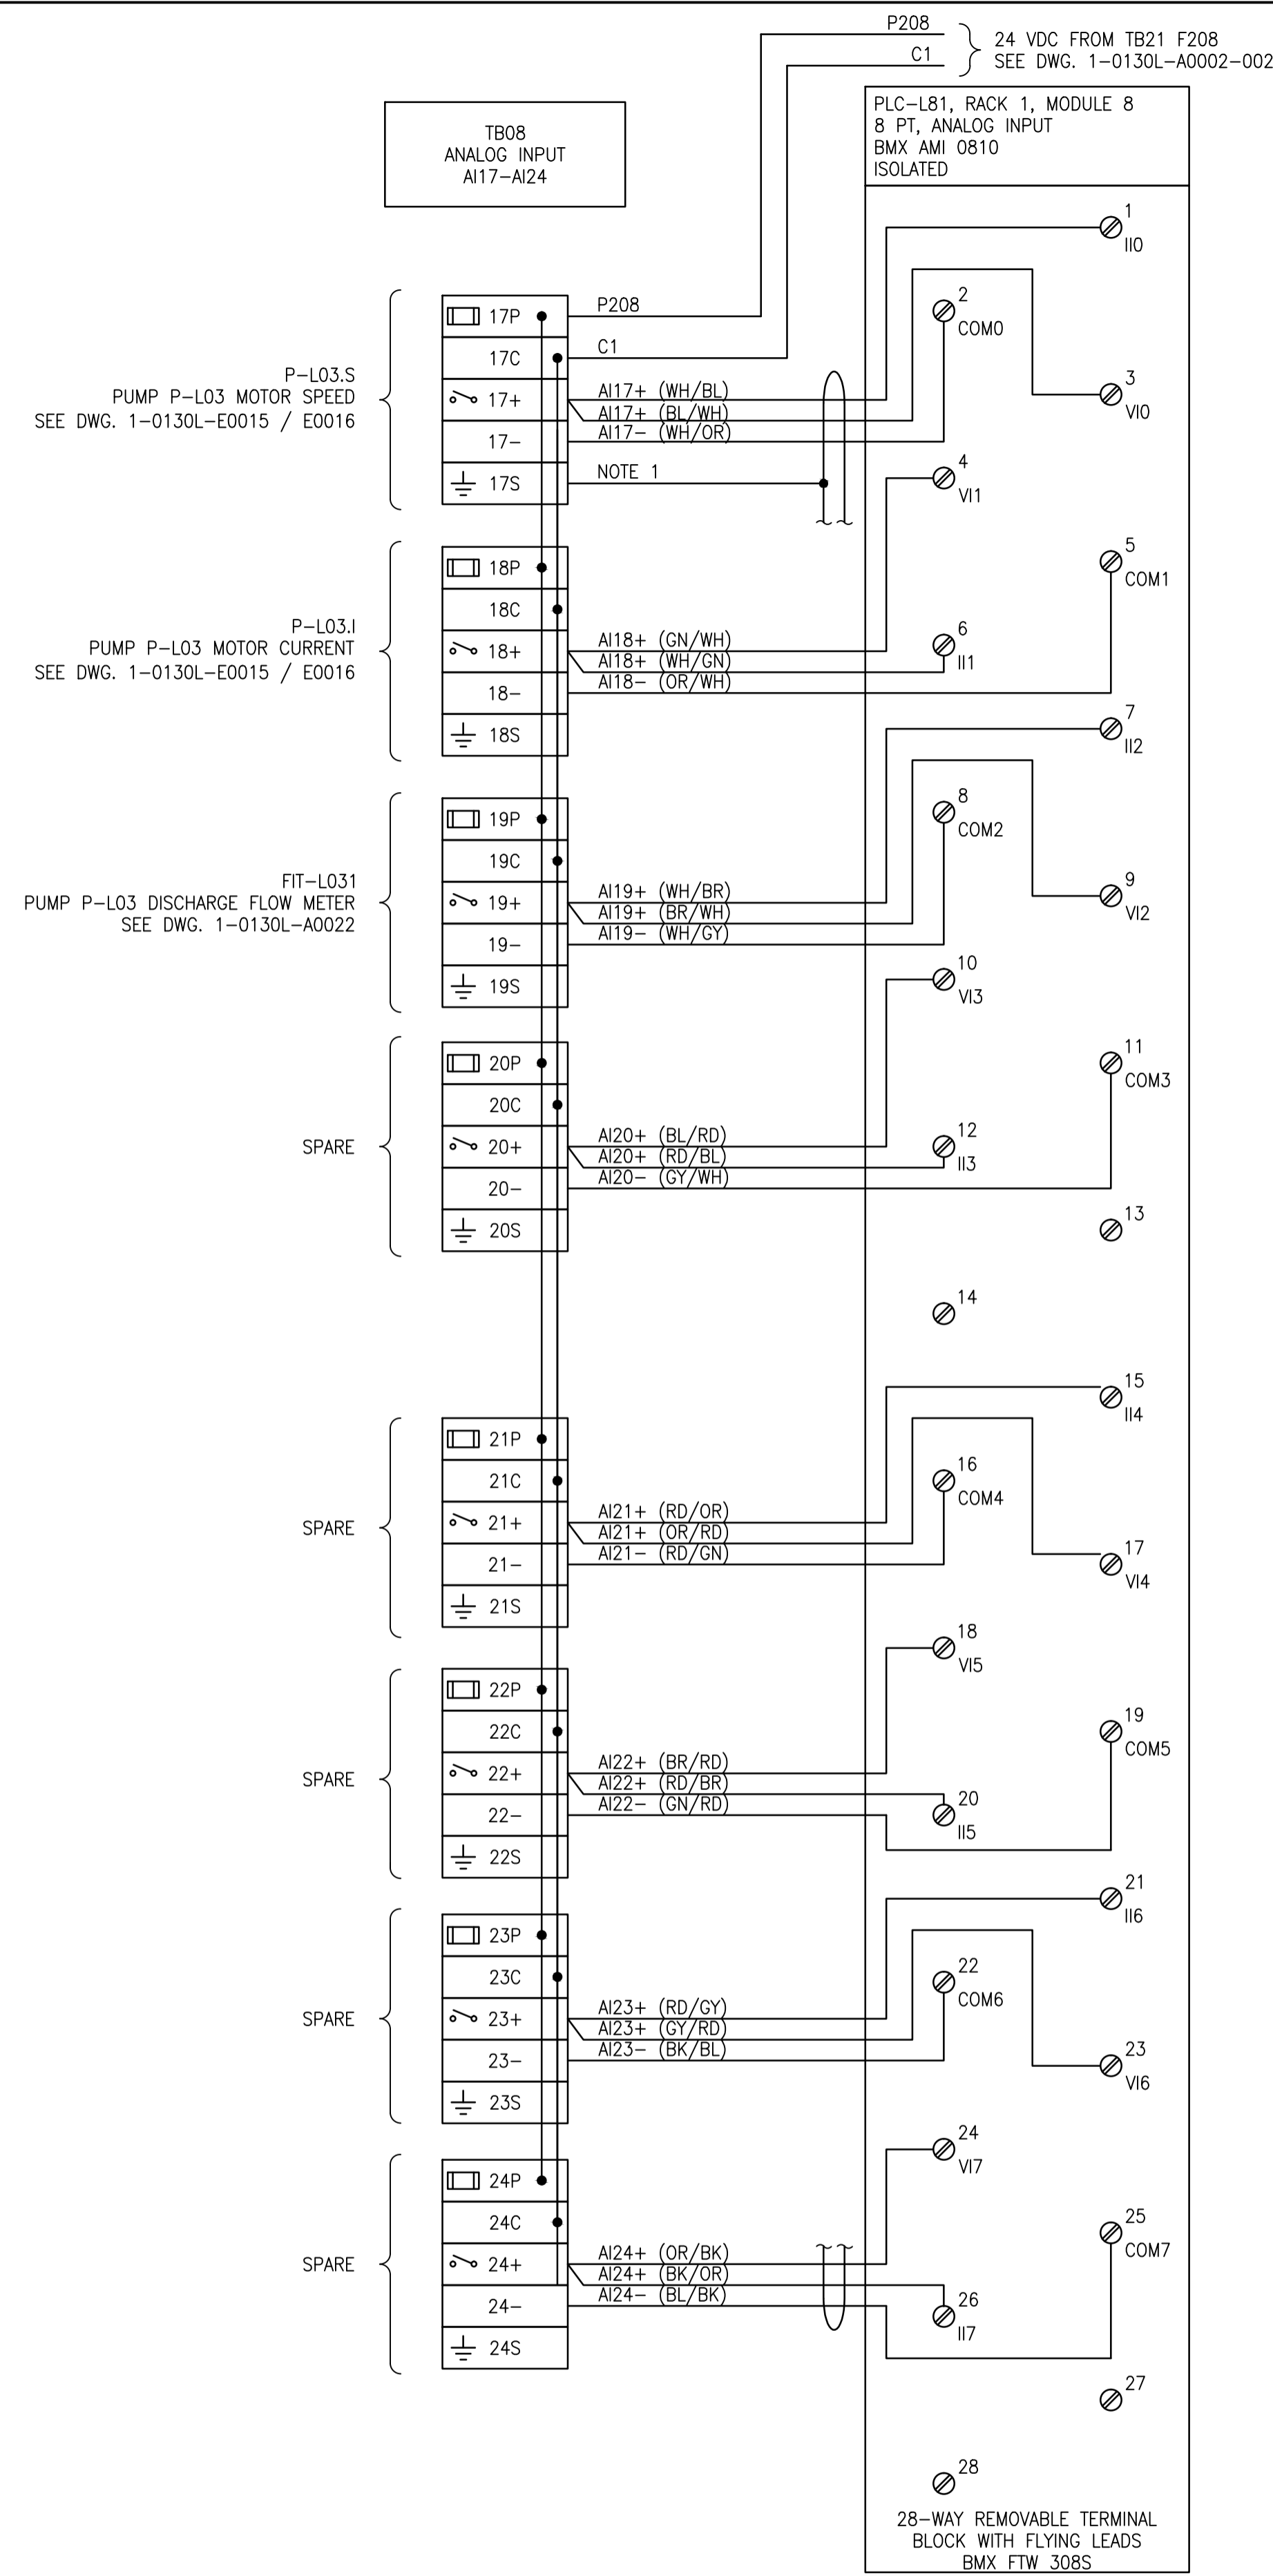 P208
C1
24 VDC FROM TB21 F208
SEE DWG. 1-0130L-A0002-002
TB08
ANALOG INPUT
AI17-AI24
PLC-L81, RACK 1, MODULE 8
8 PT, ANALOG INPUT
BMX AMI 0810
ISOLATED
P-L03.S
PUMP P-L03 MOTOR SPEED
SEE DWG. 1-0130L-E0015 / E0016
17P
17C
17+
17-
17S
P208
C1
AI17+ (WH/BL)
AI17+ (BL/WH)
AI17- (WH/OR)
NOTE 1
1
II0
2
COM0
3
VI0
4
VI1
P-L03.I
PUMP P-L03 MOTOR CURRENT
SEE DWG. 1-0130L-E0015 / E0016
18P
18C
18+
18-
18S
AI18+ (GN/WH)
AI18+ (WH/GN)
AI18- (OR/WH)
5
COM1
6
II1
7
II2
FIT-L031
PUMP P-L03 DISCHARGE FLOW METER
SEE DWG. 1-0130L-A0022
19P
19C
19+
19-
19S
AI19+ (WH/BR)
AI19+ (BR/WH)
AI19- (WH/GY)
8
COM2
9
VI2
10
VI3
SPARE
20P
20C
20+
20-
20S
AI20+ (BL/RD)
AI20+ (RD/BL)
AI20- (GY/WH)
11
COM3
12
II3
13
14
15
II4
SPARE
21P
21C
21+
21-
21S
AI21+ (RD/OR)
AI21+ (OR/RD)
AI21- (RD/GN)
16
COM4
17
VI4
18
VI5
SPARE
22P
22C
22+
22-
22S
AI22+ (BR/RD)
AI22+ (RD/BR)
AI22- (GN/RD)
19
COM5
20
II5
21
II6
SPARE
23P
23C
23+
23-
23S
AI23+ (RD/GY)
AI23+ (GY/RD)
AI23- (BK/BL)
22
COM6
23
VI6
24
VI7
SPARE
24P
24C
24+
24-
24S
AI24+ (OR/BK)
AI24+ (BK/OR)
AI24- (BL/BK)
25
COM7
26
II7
27
28
28-WAY REMOVABLE TERMINAL
BLOCK WITH FLYING LEADS
BMX FTW 308S